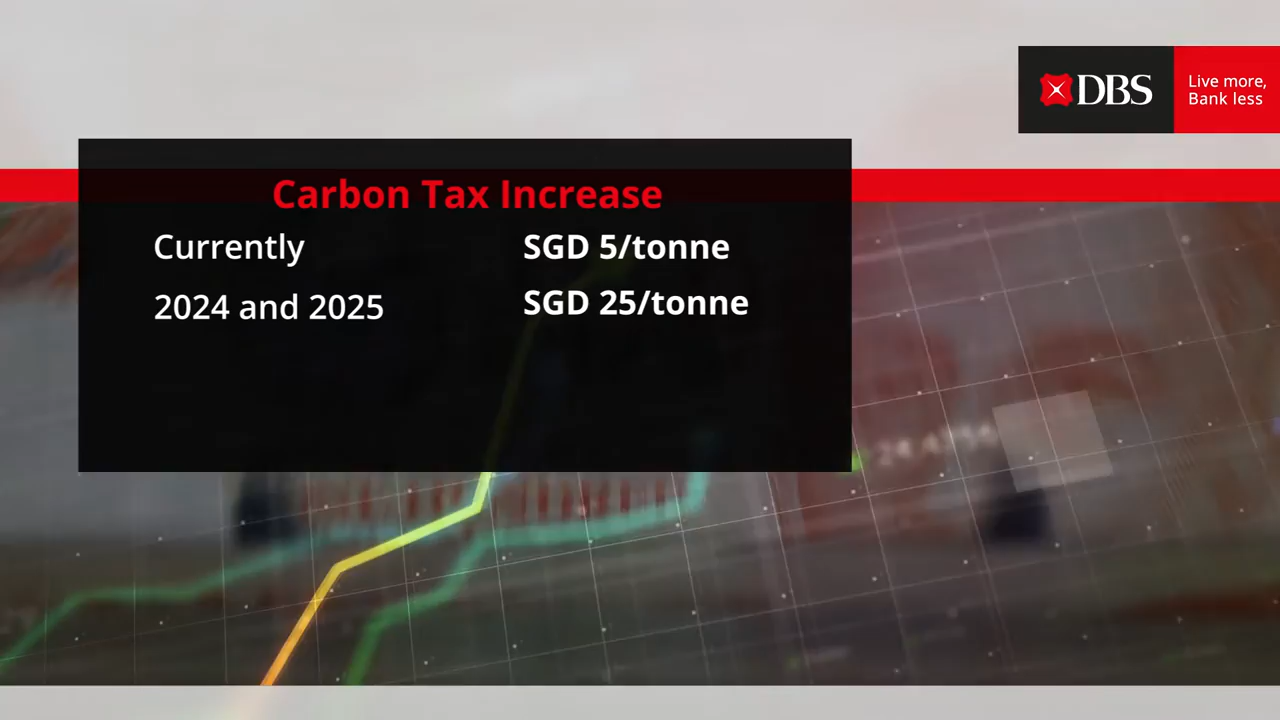 DBS
Live more,
Bank less
Carbon Tax Increase
Currently SGD 5/tonne
2024 and 2025 SGD 25/tonne